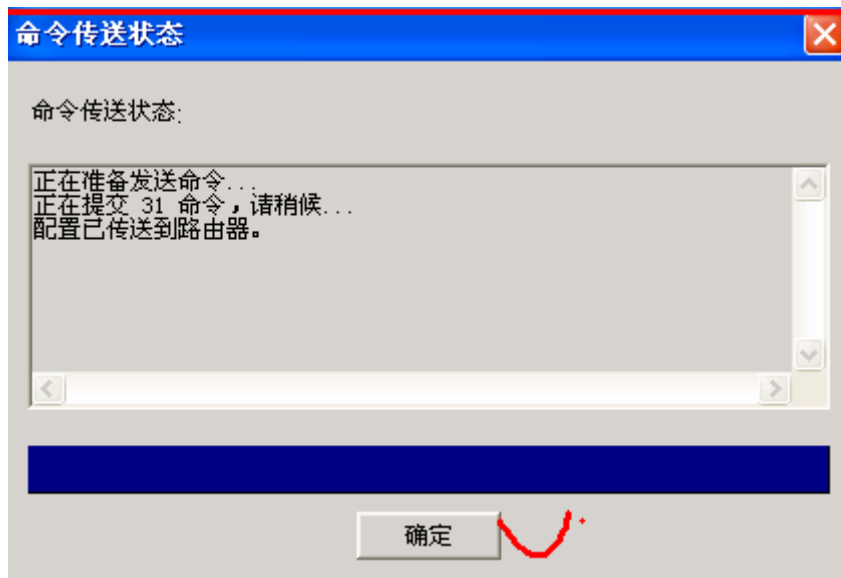 命令传送状态
命令传送状态:
正在准备发送命令...
正在提交 31 命令，请稍候...
配置已传送到路由器。
确定